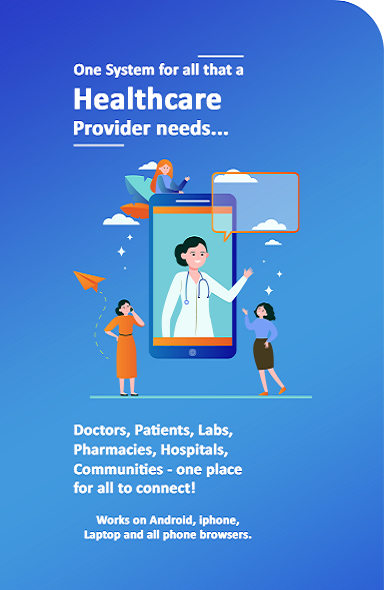 One System for all that a
Healthcare
Provider needs...
Doctors, Patients, Labs,
Pharmacies, Hospitals,
Communities - one place
for all to connect!
Works on Android, iphone,
Laptop and all phone browsers.